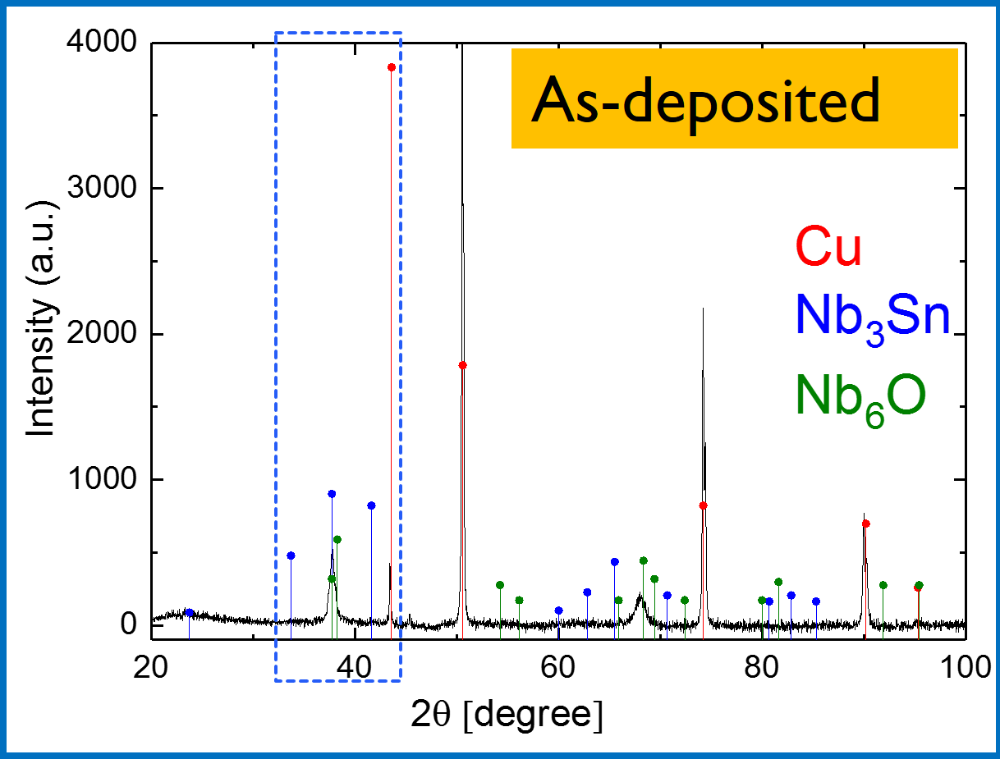 4000
3000
2000
1000
0
Intensity (a.u.)
As-deposited
Cu
Nb₃Sn
Nb₆O
20 40 60 80 100
2θ [degree]